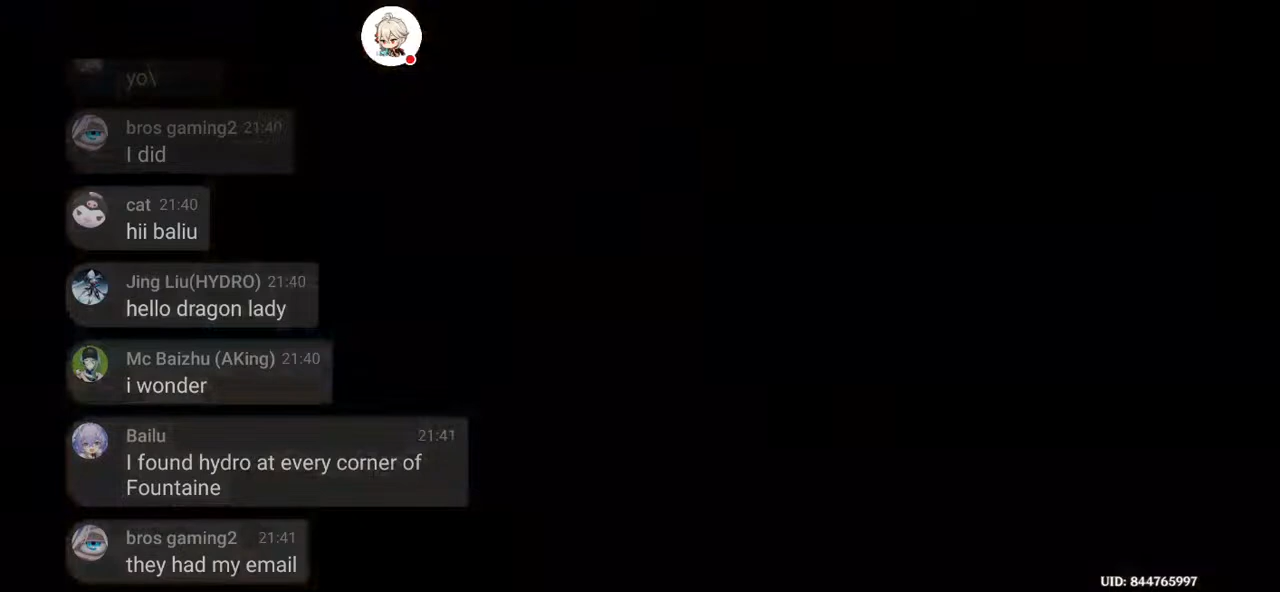 yo\
bros gaming2 21:40
I did
cat 21:40
hii baliu
Jing Liu(HYDRO) 21:40
hello dragon lady
Mc Baizhu (AKing) 21:40
i wonder
Bailu 21:41
I found hydro at every corner of
Fountaine
bros gaming2 21:41
they had my email
UID: 844765997